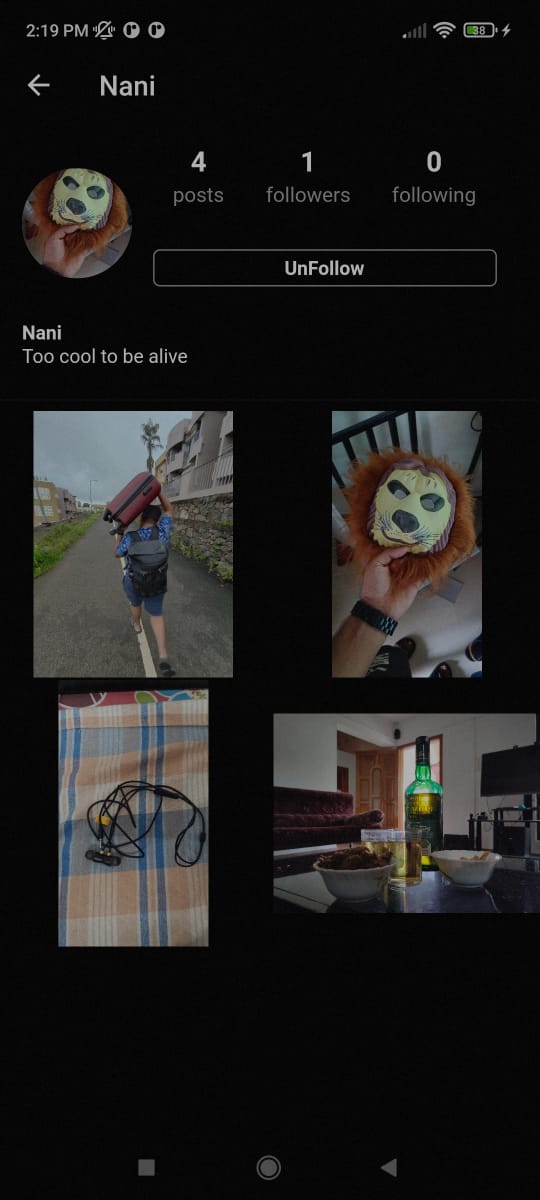 2:19 PM
38
Nani
4 1 0
posts followers following
UnFollow
Nani
Too cool to be alive